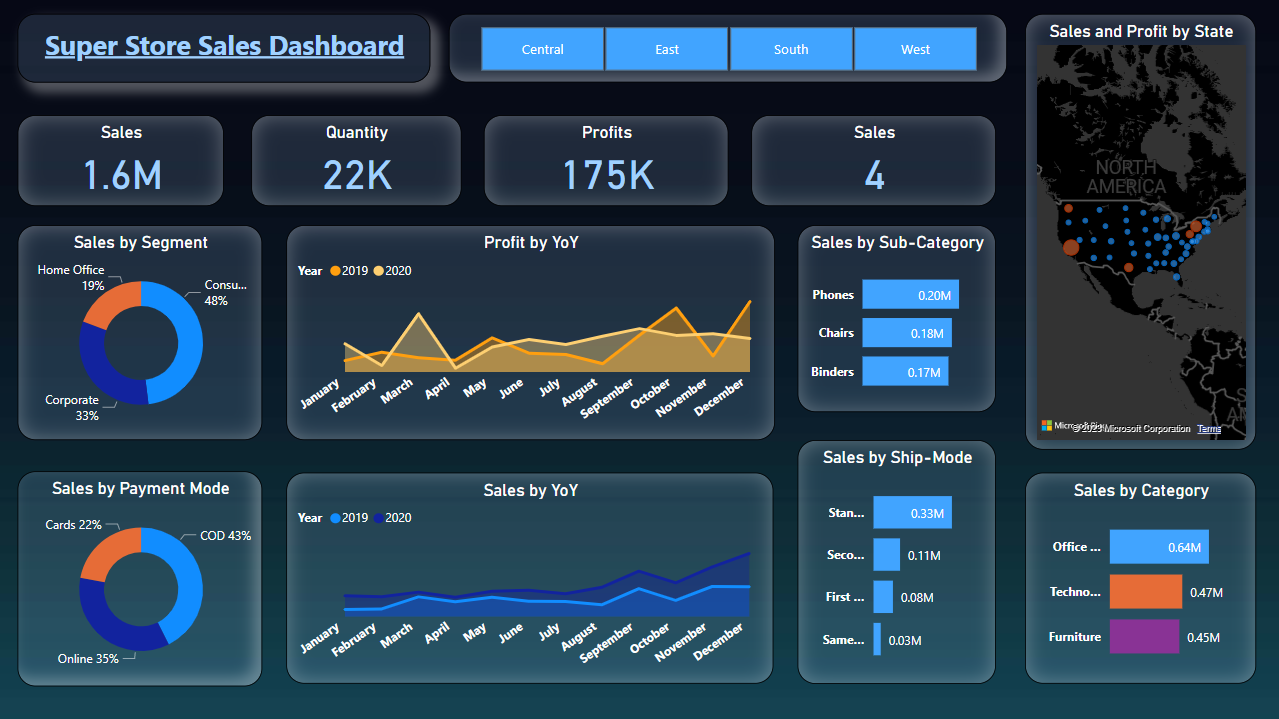 Super Store Sales Dashboard
Central East South West
Sales
1.6M
Quantity
22K
Profits
175K
Sales
4
Sales by Segment
Home Office
19%
Consu...
48%
Corporate
33%
Profit by YoY
Year 2019 2020
January February March April May June July August September October November December
Sales by Sub-Category
Phones 0.20M
Chairs 0.18M
Binders 0.17M
Sales and Profit by State
NORTH
AMERICA
© 2023 Microsoft Corporation Terms
Sales by Payment Mode
Cards 22%
COD 43%
Online 35%
Sales by YoY
Year 2019 2020
January February March April May June July August September October November December
Sales by Ship-Mode
Stan... 0.33M
Seco... 0.11M
First ... 0.08M
Same... 0.03M
Sales by Category
Office ... 0.64M
Techno... 0.47M
Furniture 0.45M